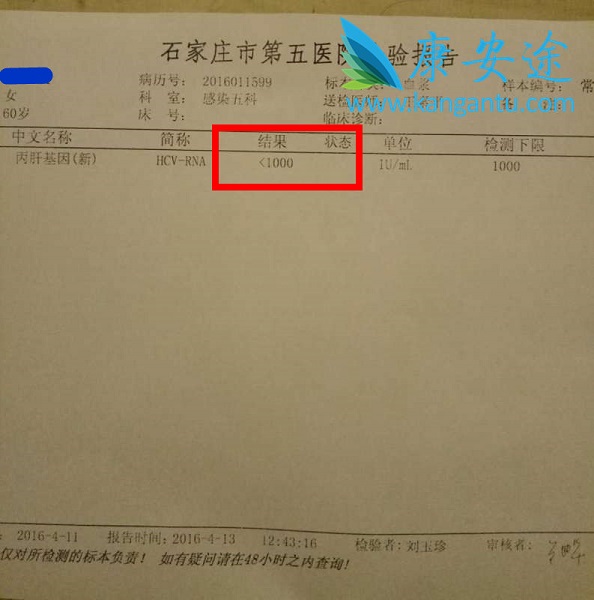 石家庄市第五医院 验报告
康安途
www.kangantu.com
病历号: 2016011599 标本 样本编号: 常
女 科 室: 感染五科 送检医师:
60岁 床 号: 临床诊断:
中文名称 简称 结果 状态 单位 检测下限
丙肝基因(新) HCV-RNA <1000 IU/mL 1000
: 2016-4-11 报告时间:2016-4-13 12:43:16 检验者:刘玉珍 审核者:
仅对所检测的标本负责! 如有疑问请在48小时之内查询!